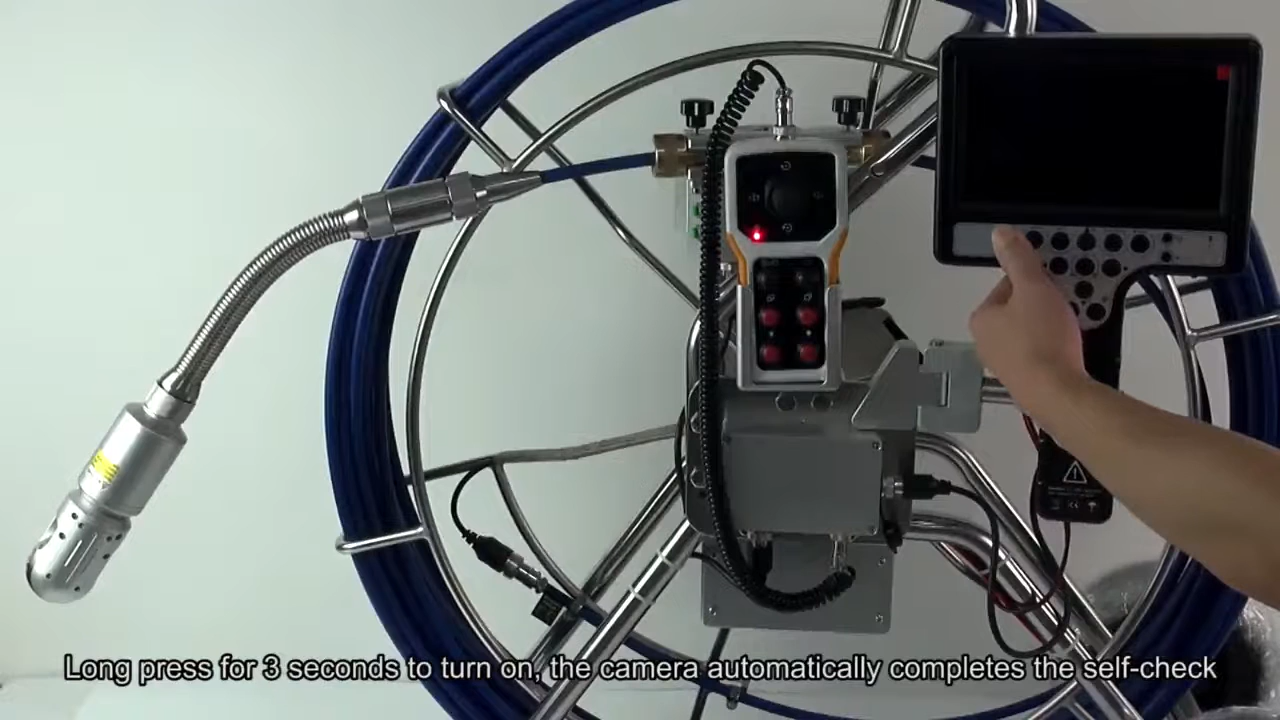 Long press for 3 seconds to turn on, the camera automatically completes the self-check